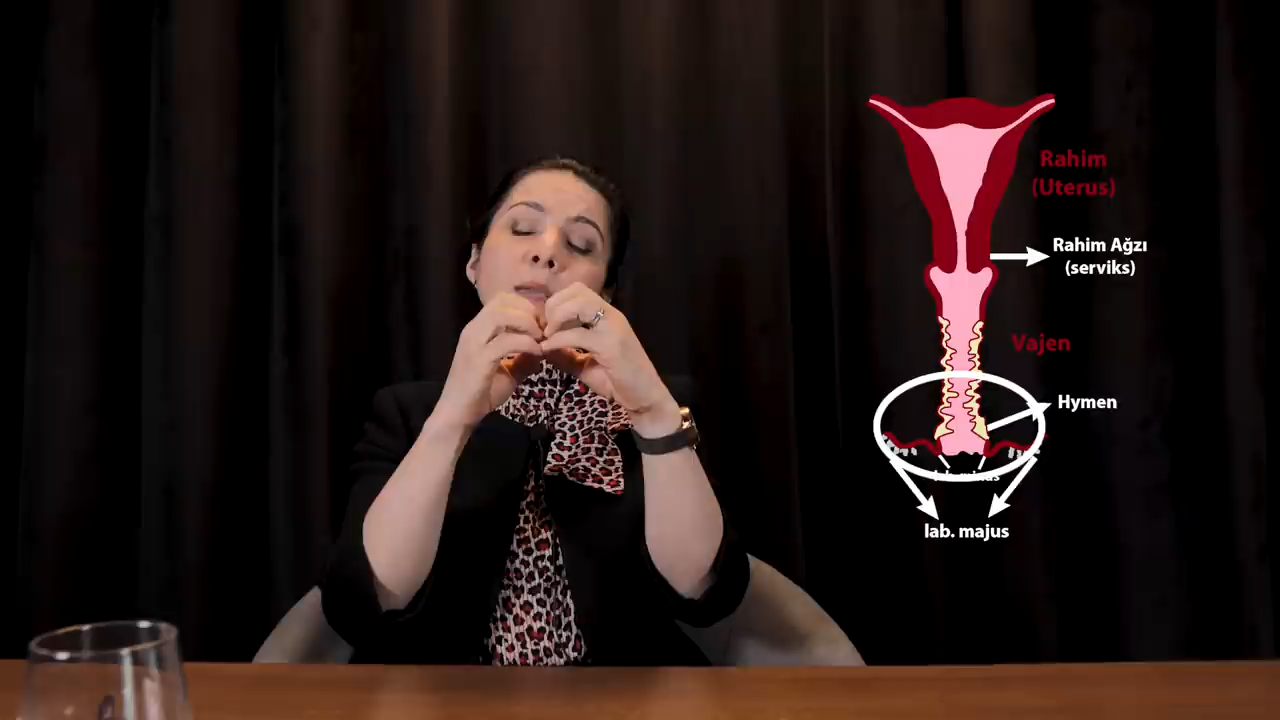 Rahim
(Uterus)
Rahim Ağzı
(serviks)
Vajen
Hymen
lab. majus